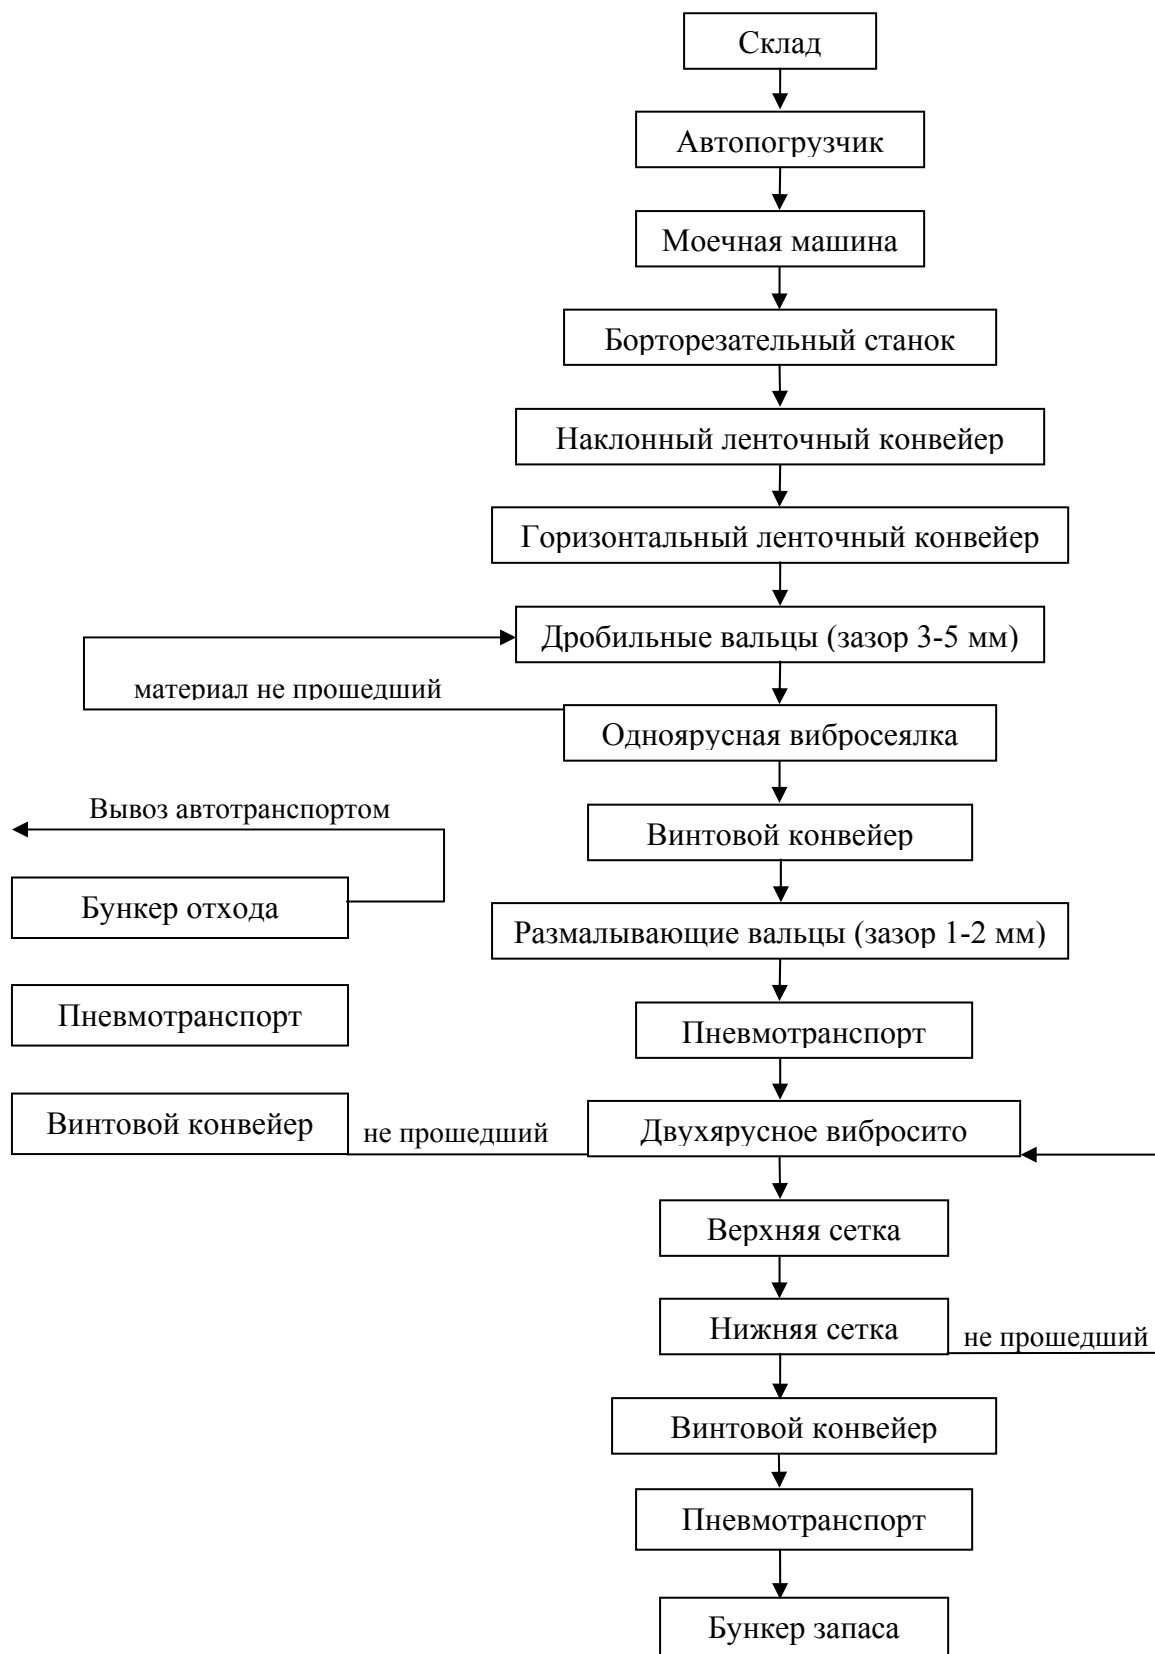 Склад
Автопогрузчик
Моечная машина
Борторезательный станок
Наклонный ленточный конвейер
Горизонтальный ленточный конвейер
Дробильные вальцы (зазор 3-5 мм)
материал не прошедший
Одноярусная вибросеялка
Вывоз автотранспортом
Винтовой конвейер
Бункер отхода
Размалывающие вальцы (зазор 1-2 мм)
Пневмотранспорт
Пневмотранспорт
Винтовой конвейер
не прошедший
Двухярусное вибросито
Верхняя сетка
Нижняя сетка
не прошедший
Винтовой конвейер
Пневмотранспорт
Бункер запаса